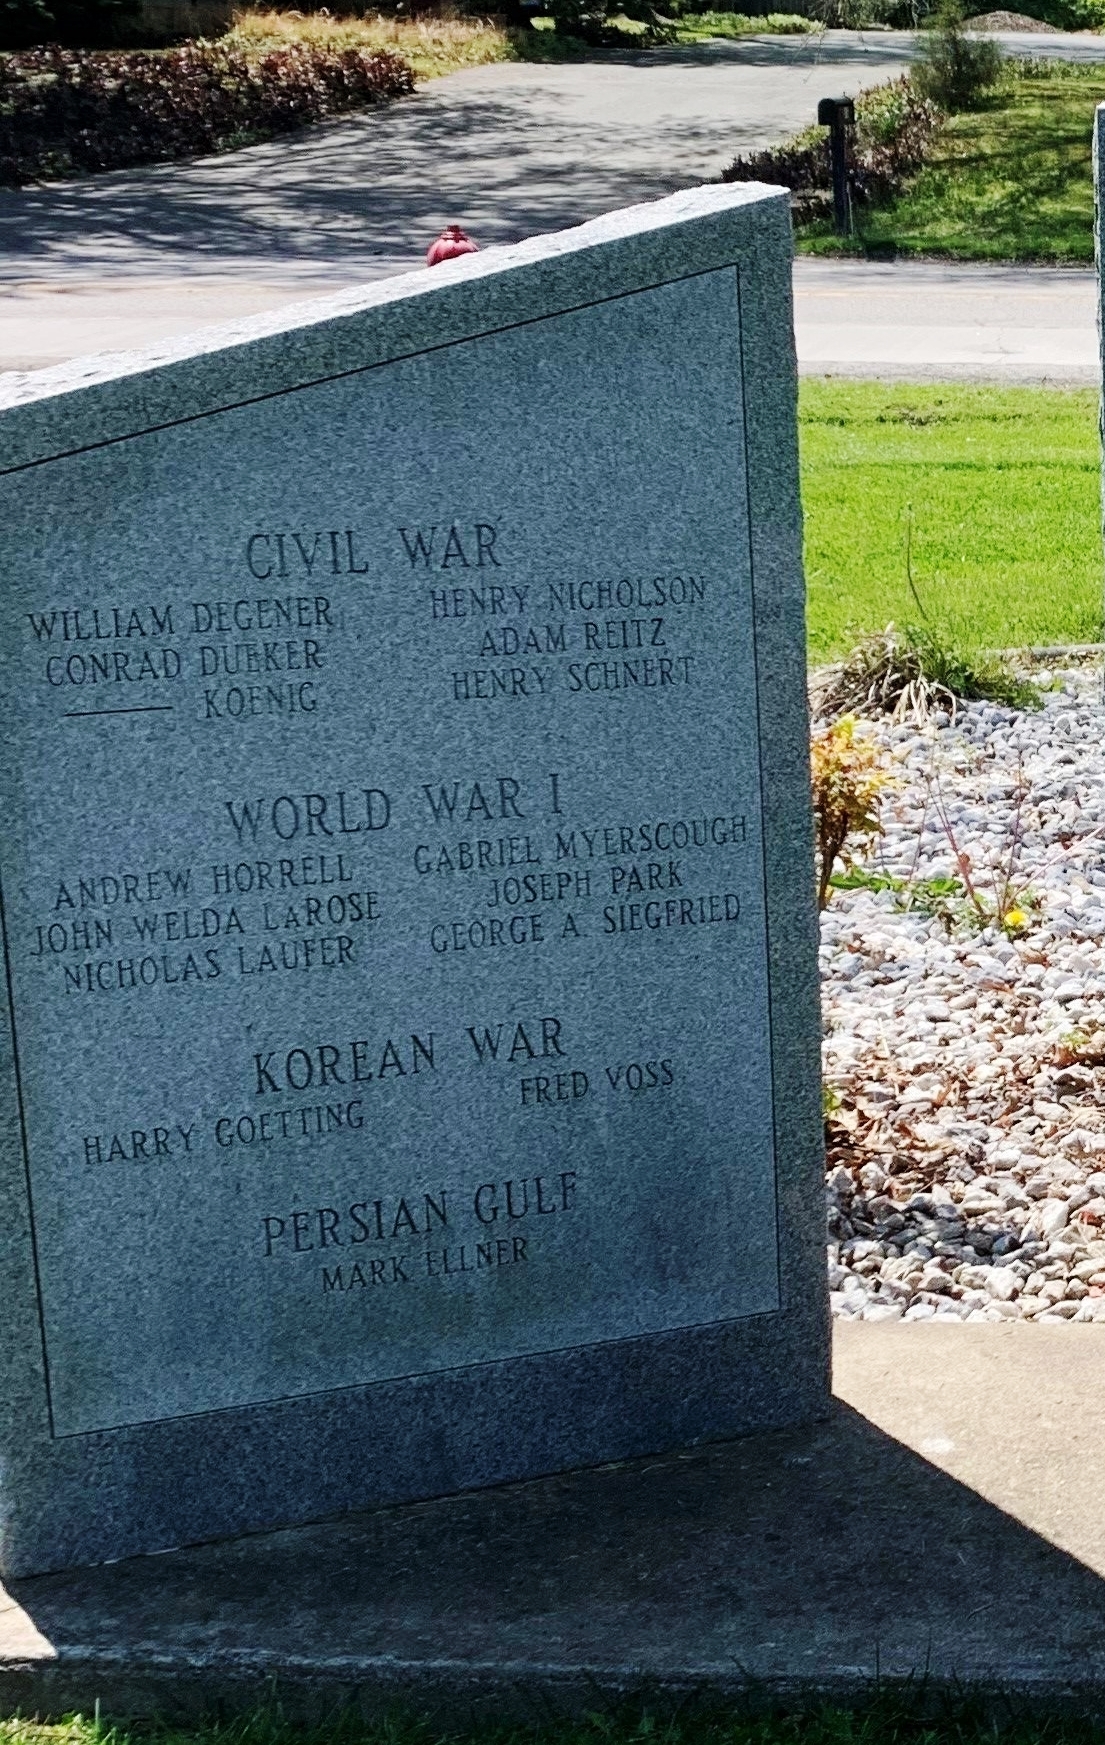 CIVIL WAR
WILLIAM DEGENER HENRY NICHOLSON
CONRAD DUEKER ADAM REITZ
——— KOENIG HENRY SCHNERT
WORLD WAR I
ANDREW HORRELL GABRIEL MYERSCOUGH
JOHN WELDA LAROSE JOSEPH PARK
NICHOLAS LAUFER GEORGE A. SIEGFRIED
KOREAN WAR
HARRY GOETTING FRED VOSS
PERSIAN GULF
MARK ELLNER